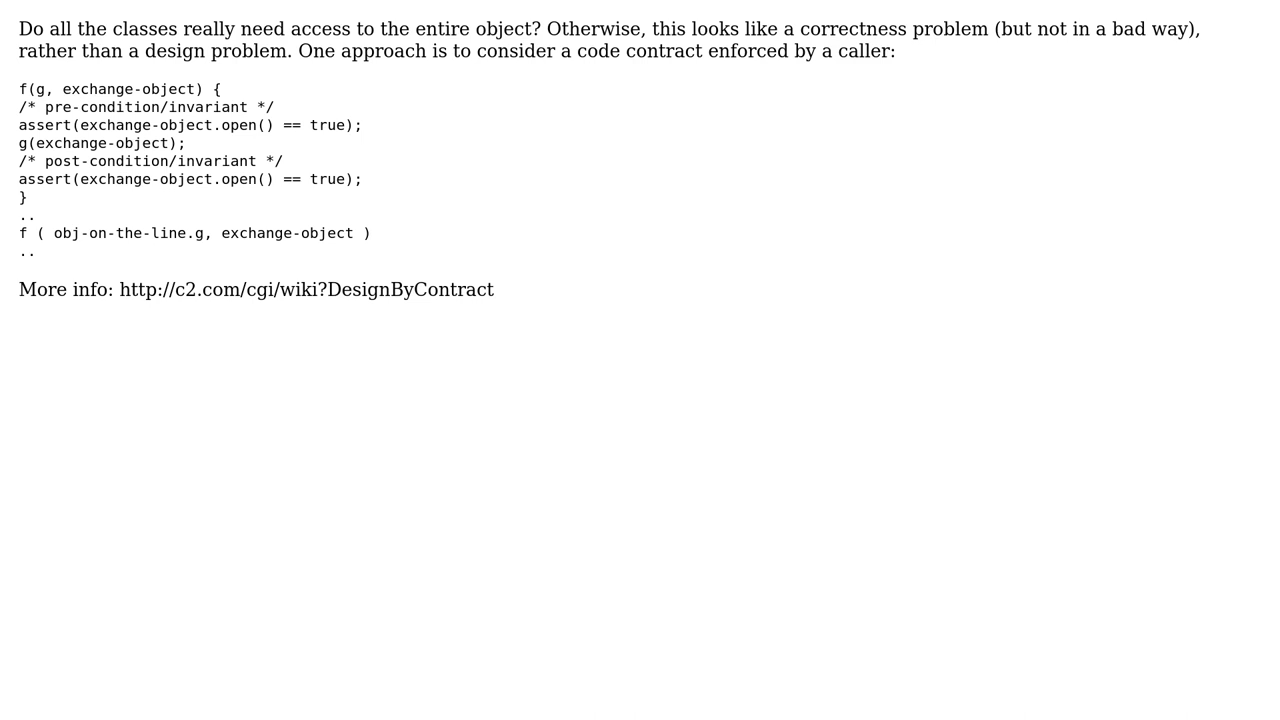 Do all the classes really need access to the entire object? Otherwise, this looks like a correctness problem (but not in a bad way),
rather than a design problem. One approach is to consider a code contract enforced by a caller:
f(g, exchange-object) {
/* pre-condition/invariant */
assert(exchange-object.open() == true);
g(exchange-object);
/* post-condition/invariant */
assert(exchange-object.open() == true);
}
..
f ( obj-on-the-line.g, exchange-object )
..
More info: http://c2.com/cgi/wiki?DesignByContract